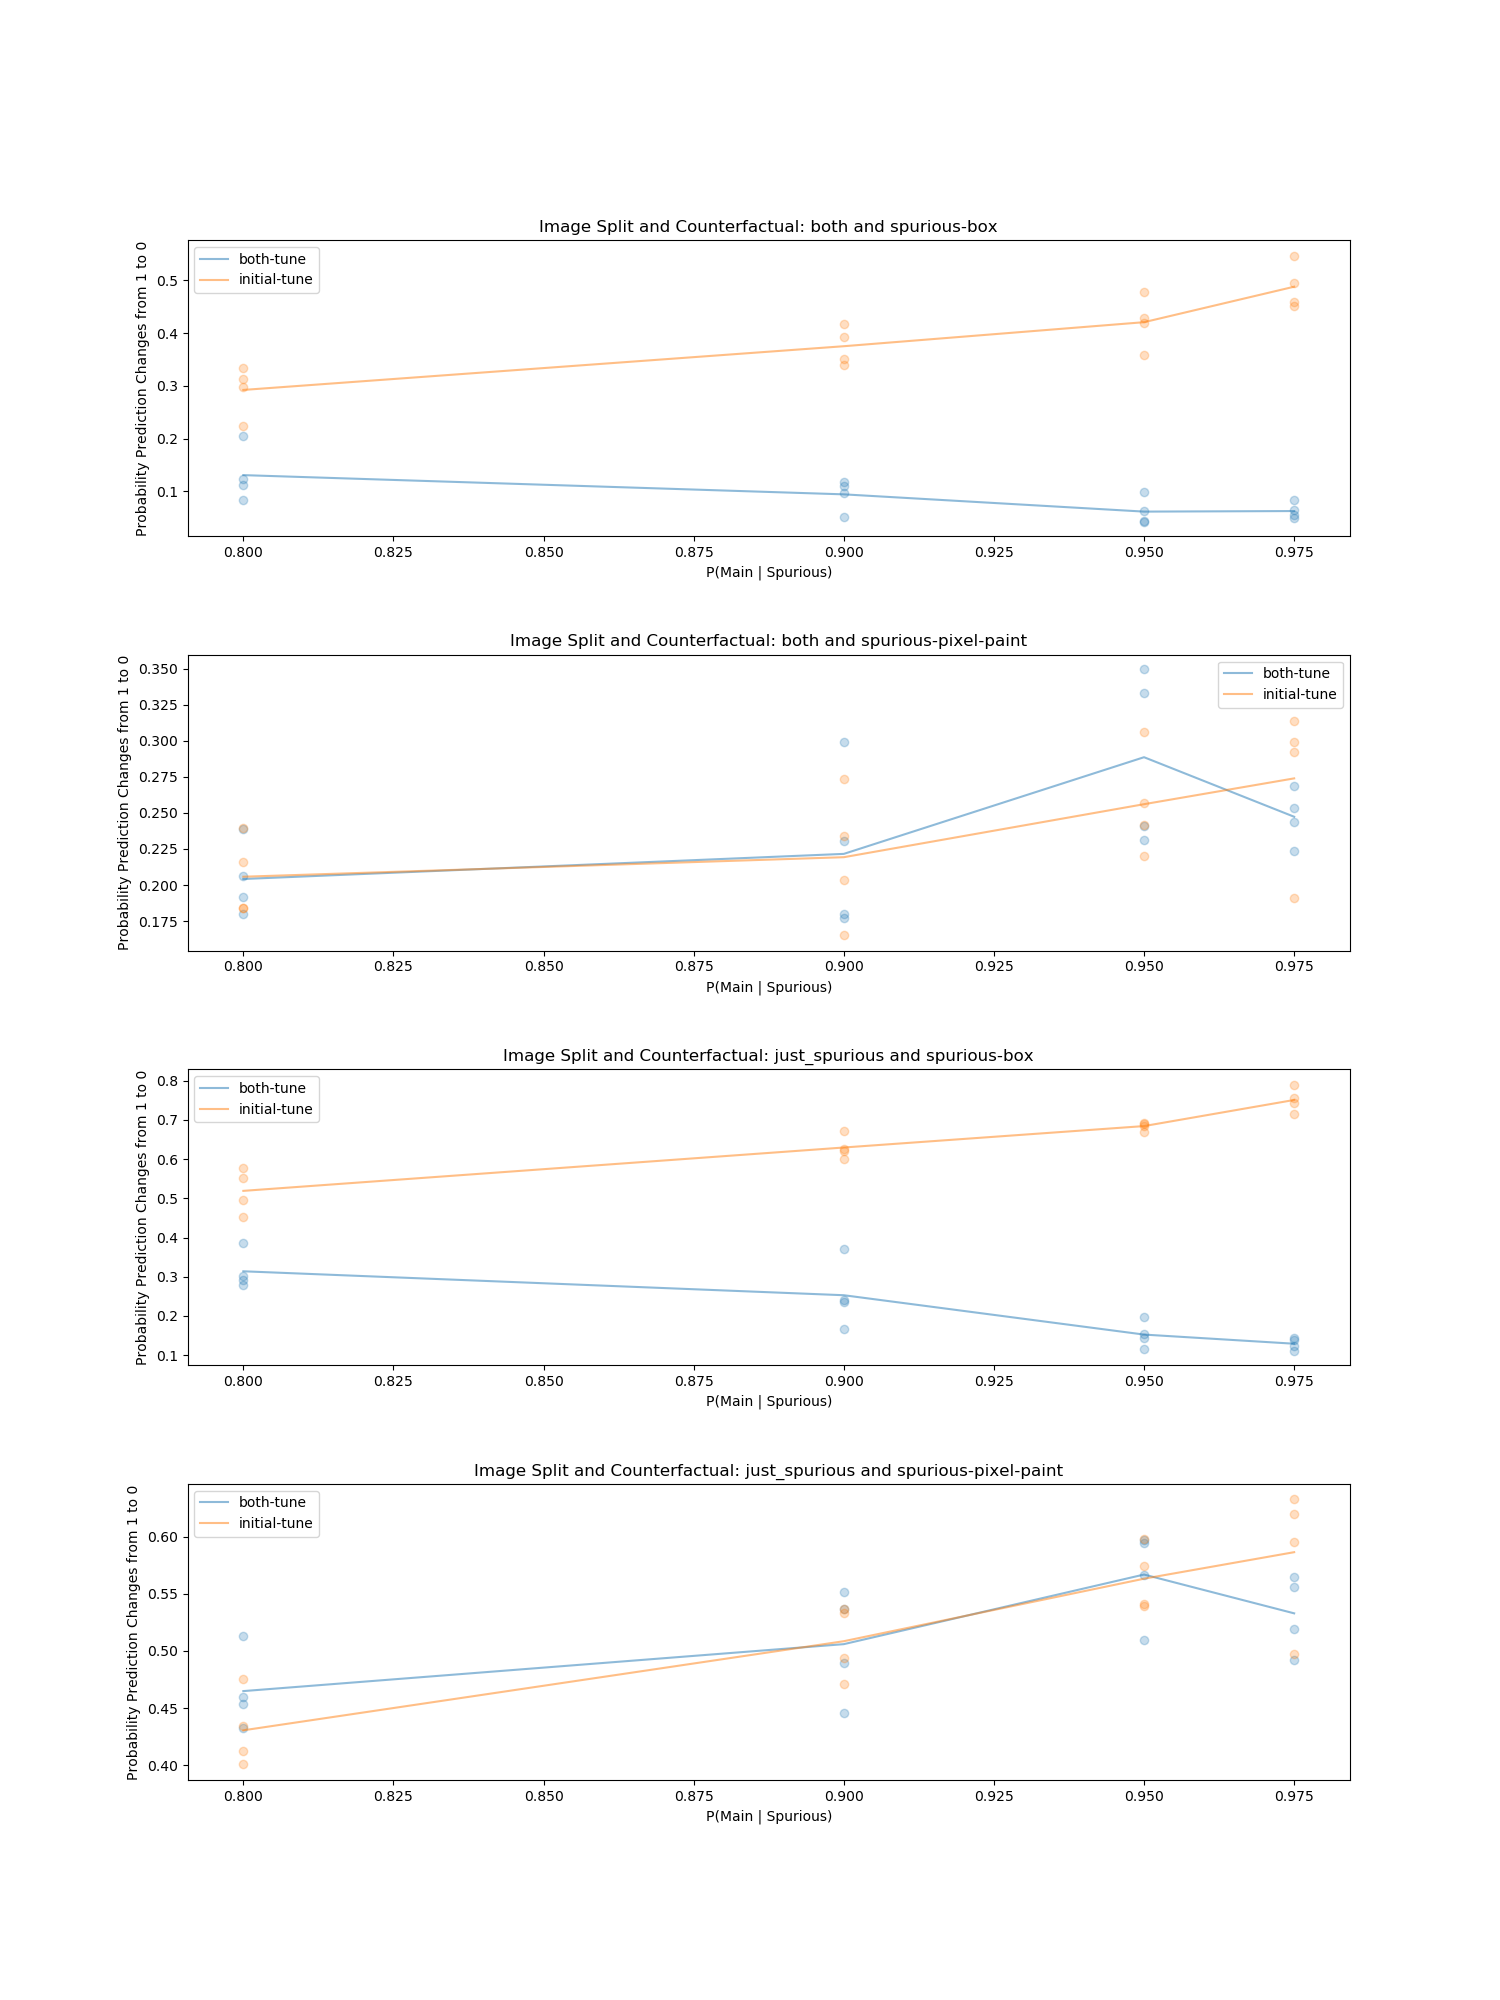 Image Split and Counterfactual: both and spurious-box
Probability Prediction Changes from 1 to 0
both-tune
initial-tune
0.5
0.4
0.3
0.2
0.1
0.800 0.825 0.850 0.875 0.900 0.925 0.950 0.975
P(Main | Spurious)
Image Split and Counterfactual: both and spurious-pixel-paint
Probability Prediction Changes from 1 to 0
both-tune
initial-tune
0.350
0.325
0.300
0.275
0.250
0.225
0.200
0.175
0.800 0.825 0.850 0.875 0.900 0.925 0.950 0.975
P(Main | Spurious)
Image Split and Counterfactual: just_spurious and spurious-box
Probability Prediction Changes from 1 to 0
both-tune
initial-tune
0.8
0.7
0.6
0.5
0.4
0.3
0.2
0.1
0.800 0.825 0.850 0.875 0.900 0.925 0.950 0.975
P(Main | Spurious)
Image Split and Counterfactual: just_spurious and spurious-pixel-paint
Probability Prediction Changes from 1 to 0
both-tune
initial-tune
0.60
0.55
0.50
0.45
0.40
0.800 0.825 0.850 0.875 0.900 0.925 0.950 0.975
P(Main | Spurious)